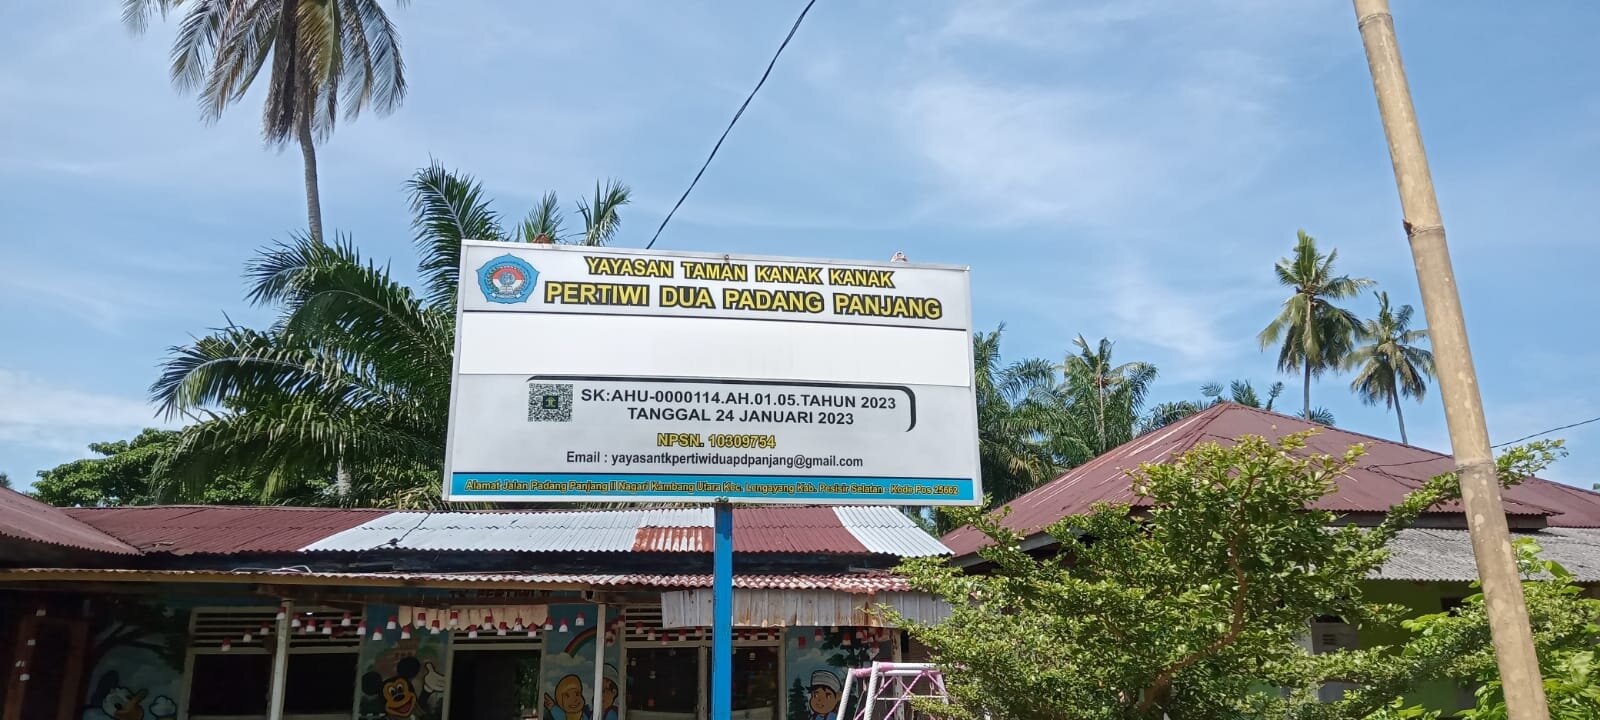 YAYASAN TAMAN KANAK KANAK
PERTIWI DUA PADANG PANJANG
SK:AHU-0000114.AH.01.05.TAHUN 2023
TANGGAL 24 JANUARI 2023
NPSN. 10309754
Email : yayasantkpertiwiduapdpanjang@gmail.com
Alamat Jalan Padang Panjang II Nagari Kambang Utara Kec. Lengayang Kab. Pesisir Selatan - Kode Pos 25662
PERTIWI II